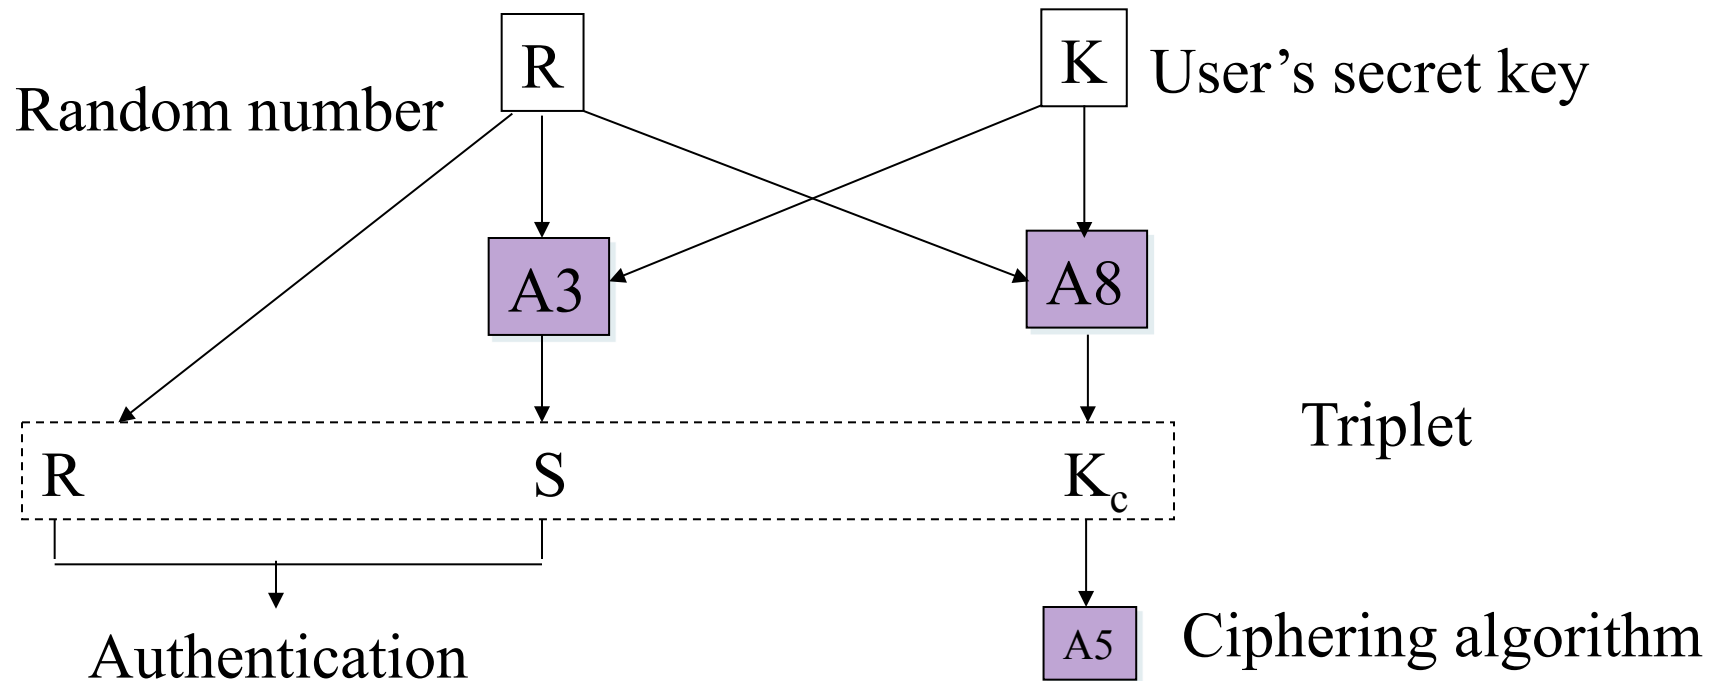 R
K
User’s secret key
Random number
A3
A8
Triplet
R
S
Kc
Authentication
A5
Ciphering algorithm